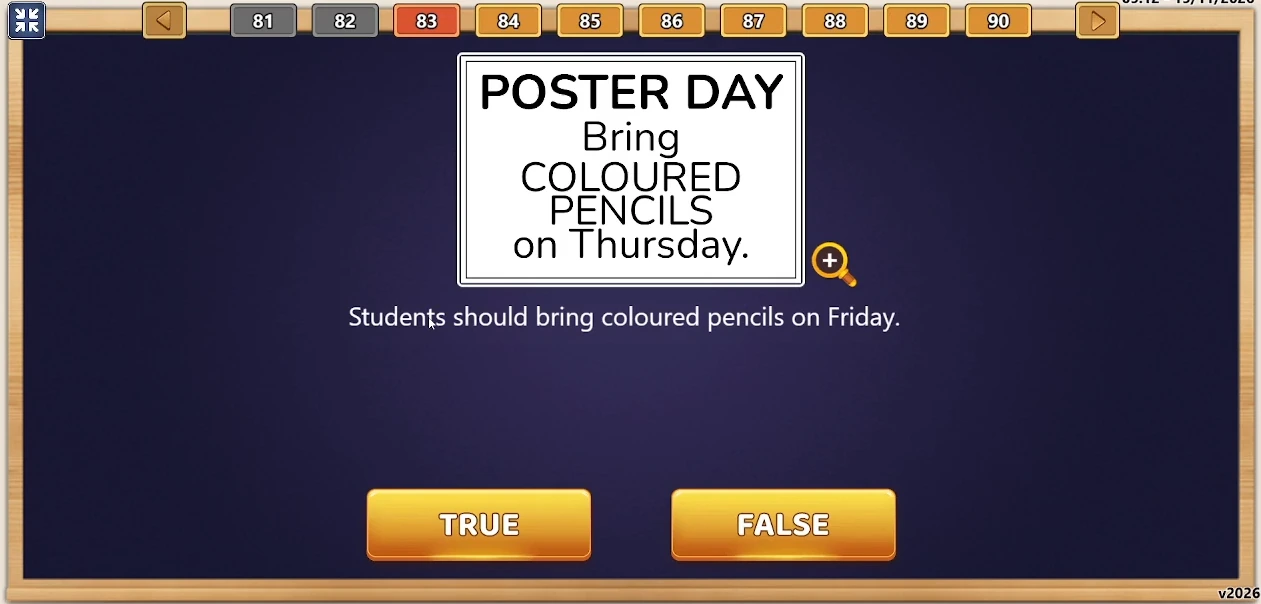 81 82 83 84 85 86 87 88 89 90
POSTER DAY
Bring
COLOURED
PENCILS
on Thursday.
Students should bring coloured pencils on Friday.
TRUE FALSE
v2026